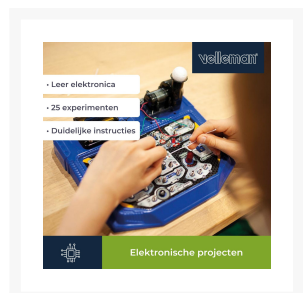 velleman
• Leer elektronica
• 25 experimenten
• Duidelijke instructies
Elektronische projecten